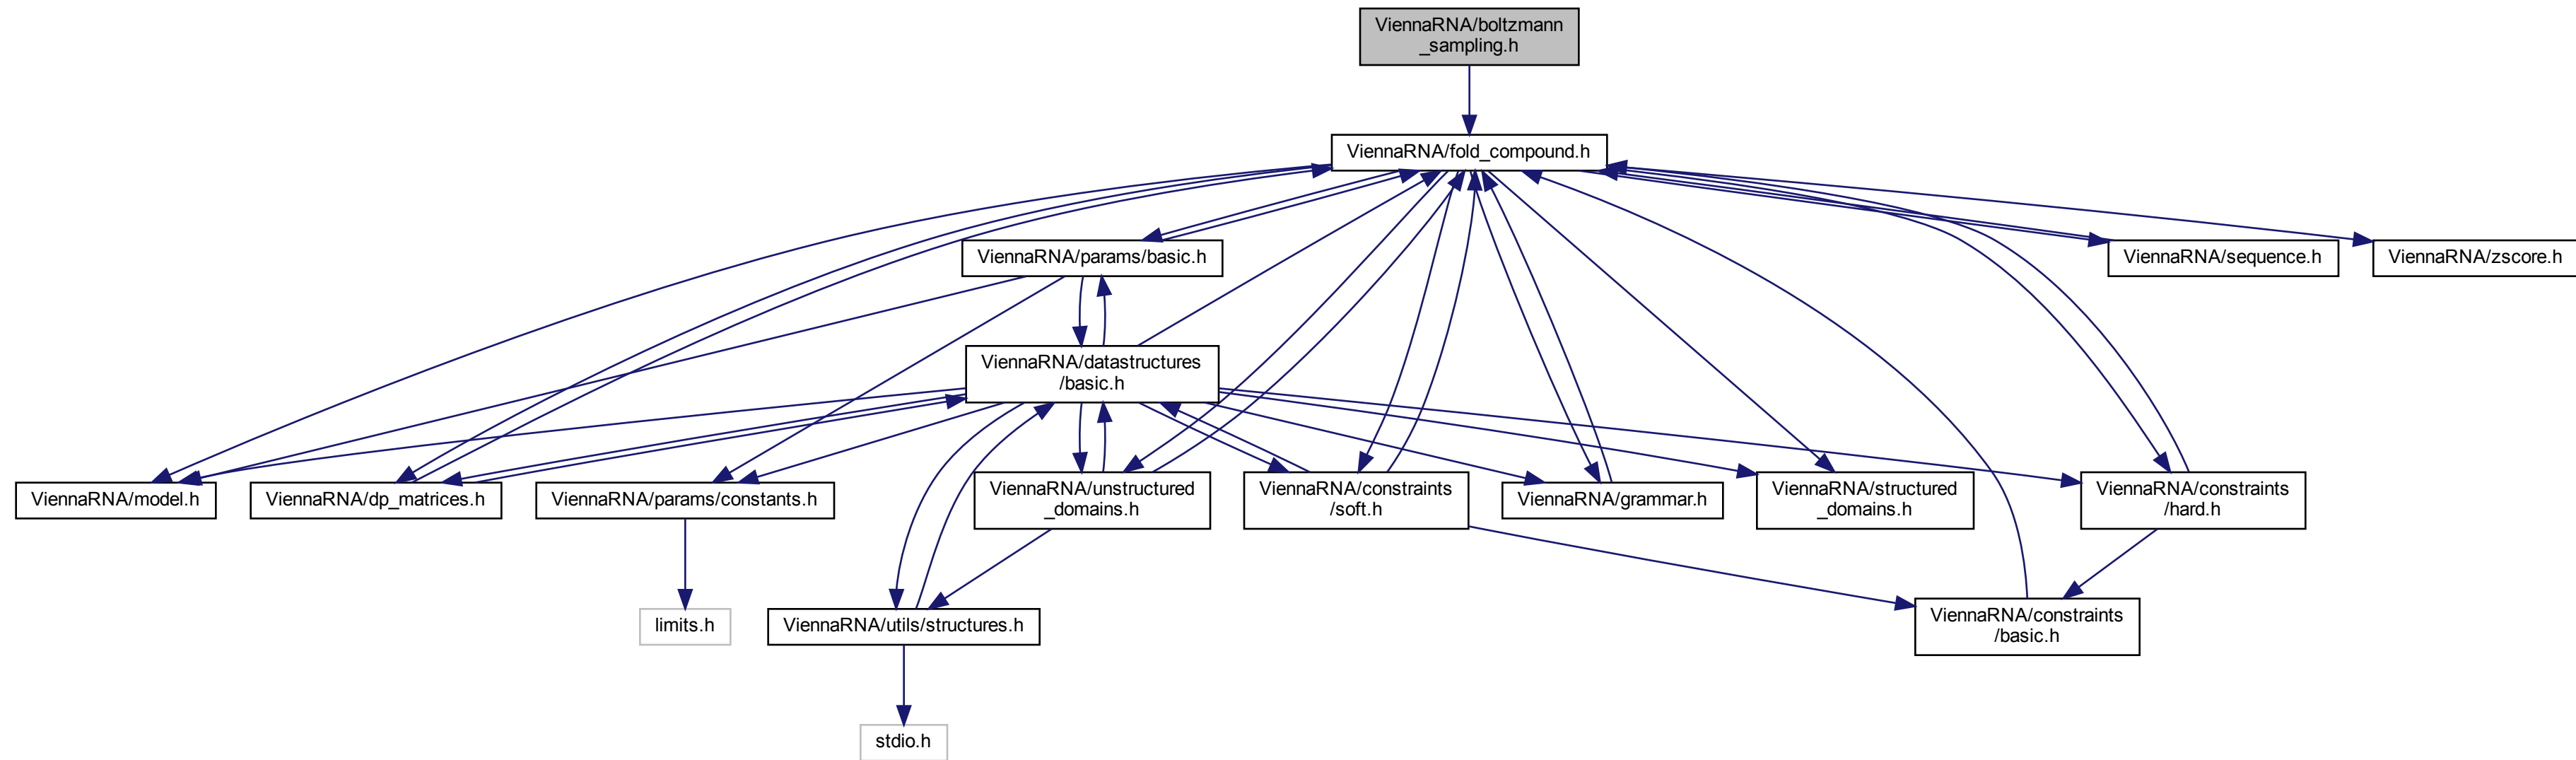 ViennaRNA/boltzmann
_sampling.h
ViennaRNA/fold_compound.h
ViennaRNA/params/basic.h
ViennaRNA/sequence.h
ViennaRNA/zscore.h
ViennaRNA/datastructures
/basic.h
ViennaRNA/model.h
ViennaRNA/dp_matrices.h
ViennaRNA/params/constants.h
ViennaRNA/unstructured
_domains.h
ViennaRNA/constraints
/soft.h
ViennaRNA/grammar.h
ViennaRNA/structured
_domains.h
ViennaRNA/constraints
/hard.h
limits.h
ViennaRNA/utils/structures.h
ViennaRNA/constraints
/basic.h
stdio.h